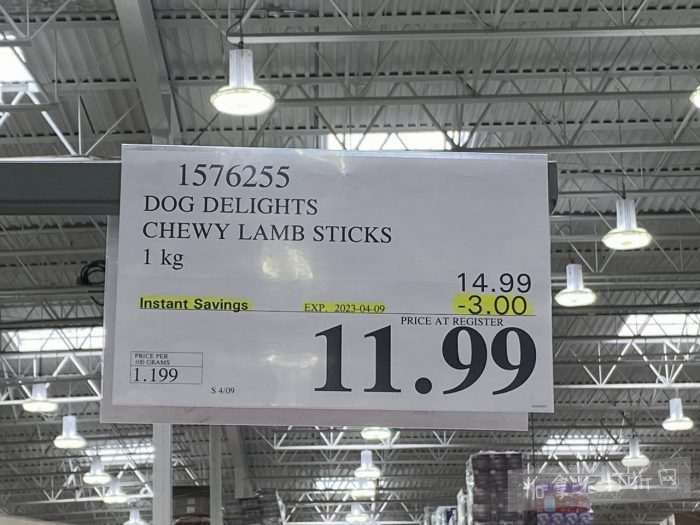 1576255
DOG DELIGHTS
CHEWY LAMB STICKS
1 kg
14.99
Instant Savings EXP. 2023-04-09 -3.00
PRICE AT REGISTER
11.99
PRICE PER
100 GRAMS
1.199
S 4/09